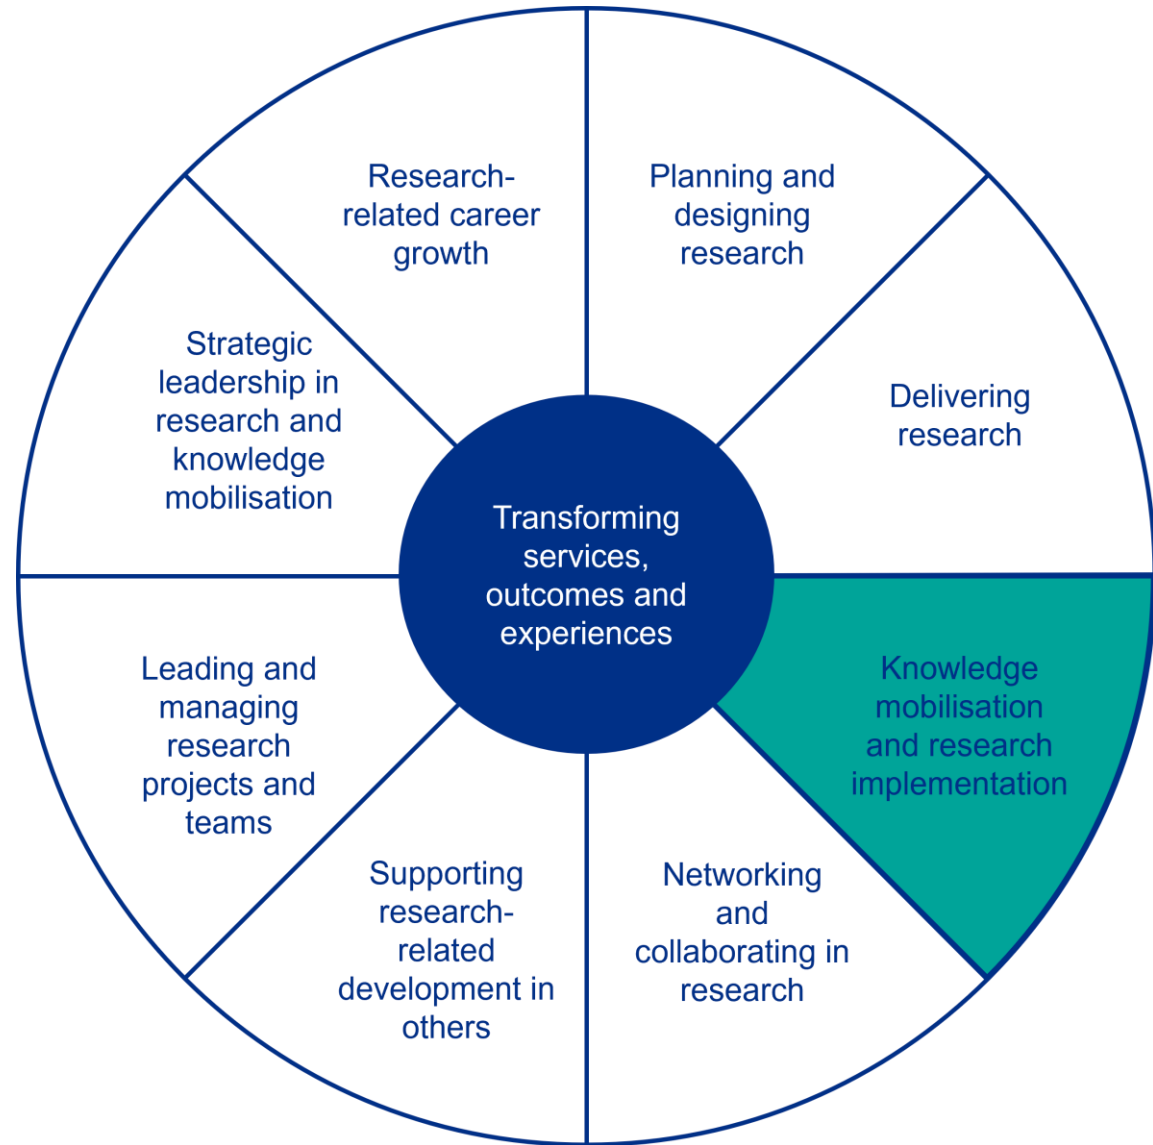 Research-
related career
growth
Planning and
designing
research
Strategic
leadership in
research and
knowledge
mobilisation
Delivering
research
Transforming
services,
outcomes and
experiences
Leading and
managing
research
projects and
teams
Knowledge
mobilisation
and research
implementation
Supporting
research-
related
development in
others
Networking
and
collaborating in
research